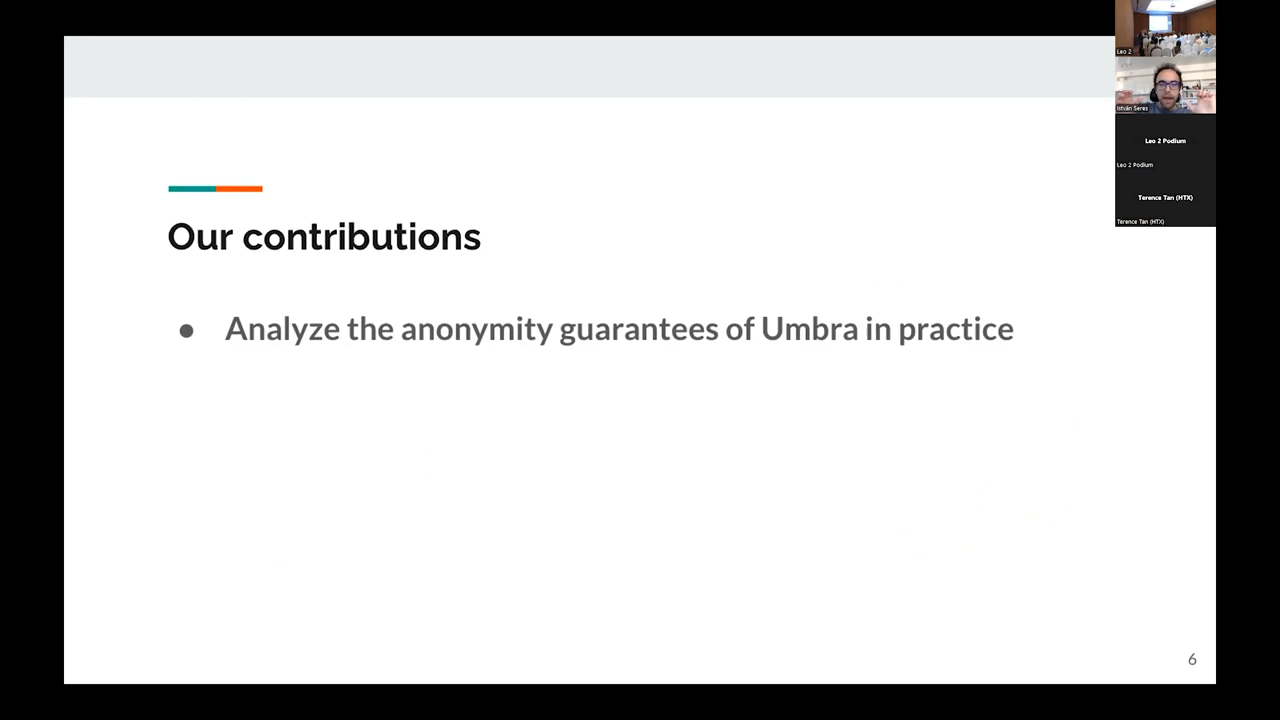 Leo 2
István Seres
Leo 2 Podium
Leo 2 Podium
Terence Tan (HTX)
Terence Tan (HTX)
Our contributions
● Analyze the anonymity guarantees of Umbra in practice
6